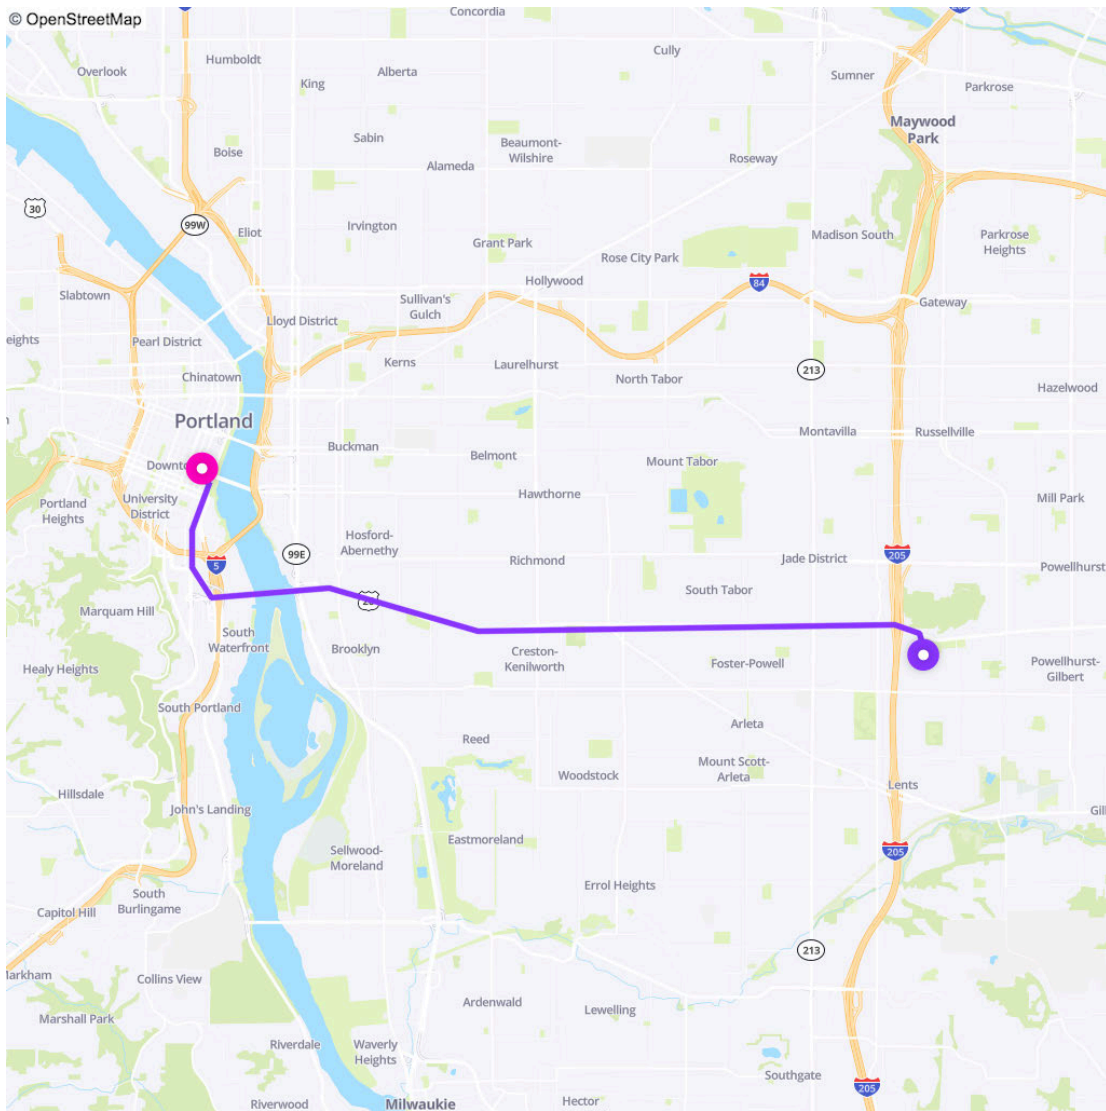 © OpenStreetMap
Concordia
Cully
Overlook
Humboldt
Alberta
King
Sumner
Parkrose
Maywood
Park
Sabin
Boise
Beaumont-
Wilshire
Alameda
Roseway
30
99W
Eliot
Irvington
Grant Park
Rose City Park
Madison South
Parkrose
Heights
Slabtown
Hollywood
84
Sullivan's
Gulch
Gateway
Lloyd District
eights
Pearl District
Kerns
Laurelhurst
213
Chinatown
North Tabor
Hazelwood
Portland
Buckman
Montavilla
Russellville
Belmont
Mount Tabor
Downto
University
District
Hawthorne
Mill Park
Portland
Heights
Hosford-
Abernethy
99E
Richmond
Jade District
205
5
Powellhurst
South Tabor
Marquam Hill
South
Waterfront
Brooklyn
Creston-
Kenilworth
Foster-Powell
Powellhurst-
Gilbert
Healy Heights
South Portland
Arleta
Reed
Woodstock
Mount Scott-
Arleta
Lents
Hillsdale
John's Landing
Gil
Eastmoreland
Sellwood-
Moreland
205
Errol Heights
South
Burlingame
Capitol Hill
213
Markham
Collins View
Ardenwald
Lewelling
Marshall Park
Riverdale
Waverly
Heights
Southgate
205
Riverwood
Milwaukie
Hector